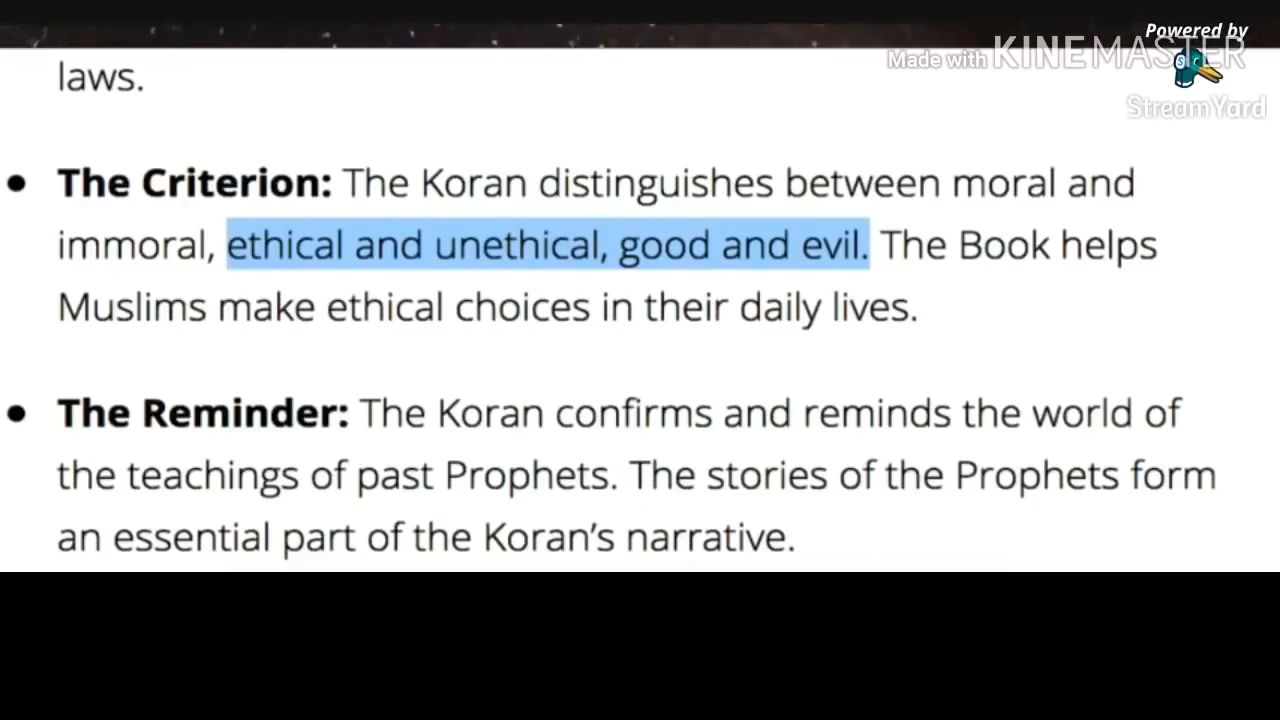 Powered by
Made with KINEMASTER
StreamYard
laws.
• The Criterion: The Koran distinguishes between moral and
immoral, ethical and unethical, good and evil. The Book helps
Muslims make ethical choices in their daily lives.
• The Reminder: The Koran confirms and reminds the world of
the teachings of past Prophets. The stories of the Prophets form
an essential part of the Koran’s narrative.